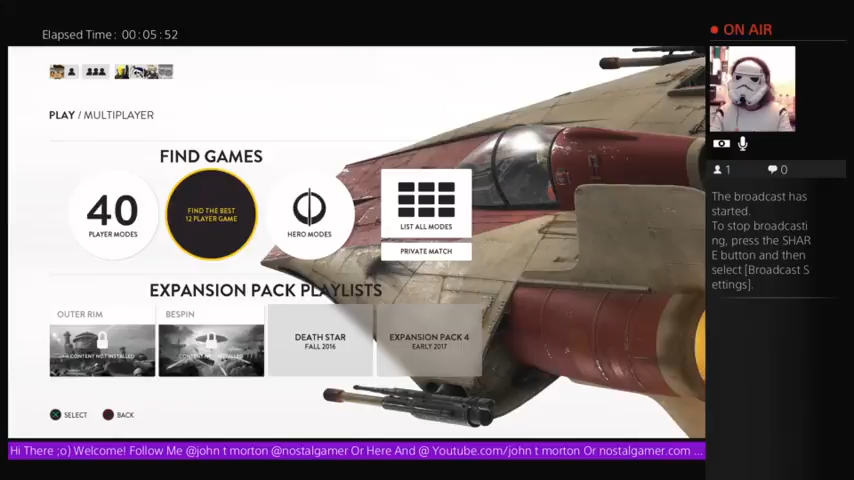 Elapsed Time : 00:05:52
ON AIR
PLAY / MULTIPLAYER
FIND GAMES
40
PLAYER MODES
FIND THE BEST
12 PLAYER GAME
HERO MODES
LIST ALL MODES
PRIVATE MATCH
EXPANSION PACK PLAYLISTS
OUTER RIM
CONTENT NOT INSTALLED
BESPIN
DEATH STAR
FALL 2016
EXPANSION PACK 4
EARLY 2017
SELECT
BACK
1
0
The broadcast has
started.
To stop broadcasti
ng, press the SHAR
E button and then
select [Broadcast S
ettings].
Hi There ;o) Welcome! Follow Me @john t morton @nostalgamer Or Here And @ Youtube.com/john t morton Or nostalgamer.com ...